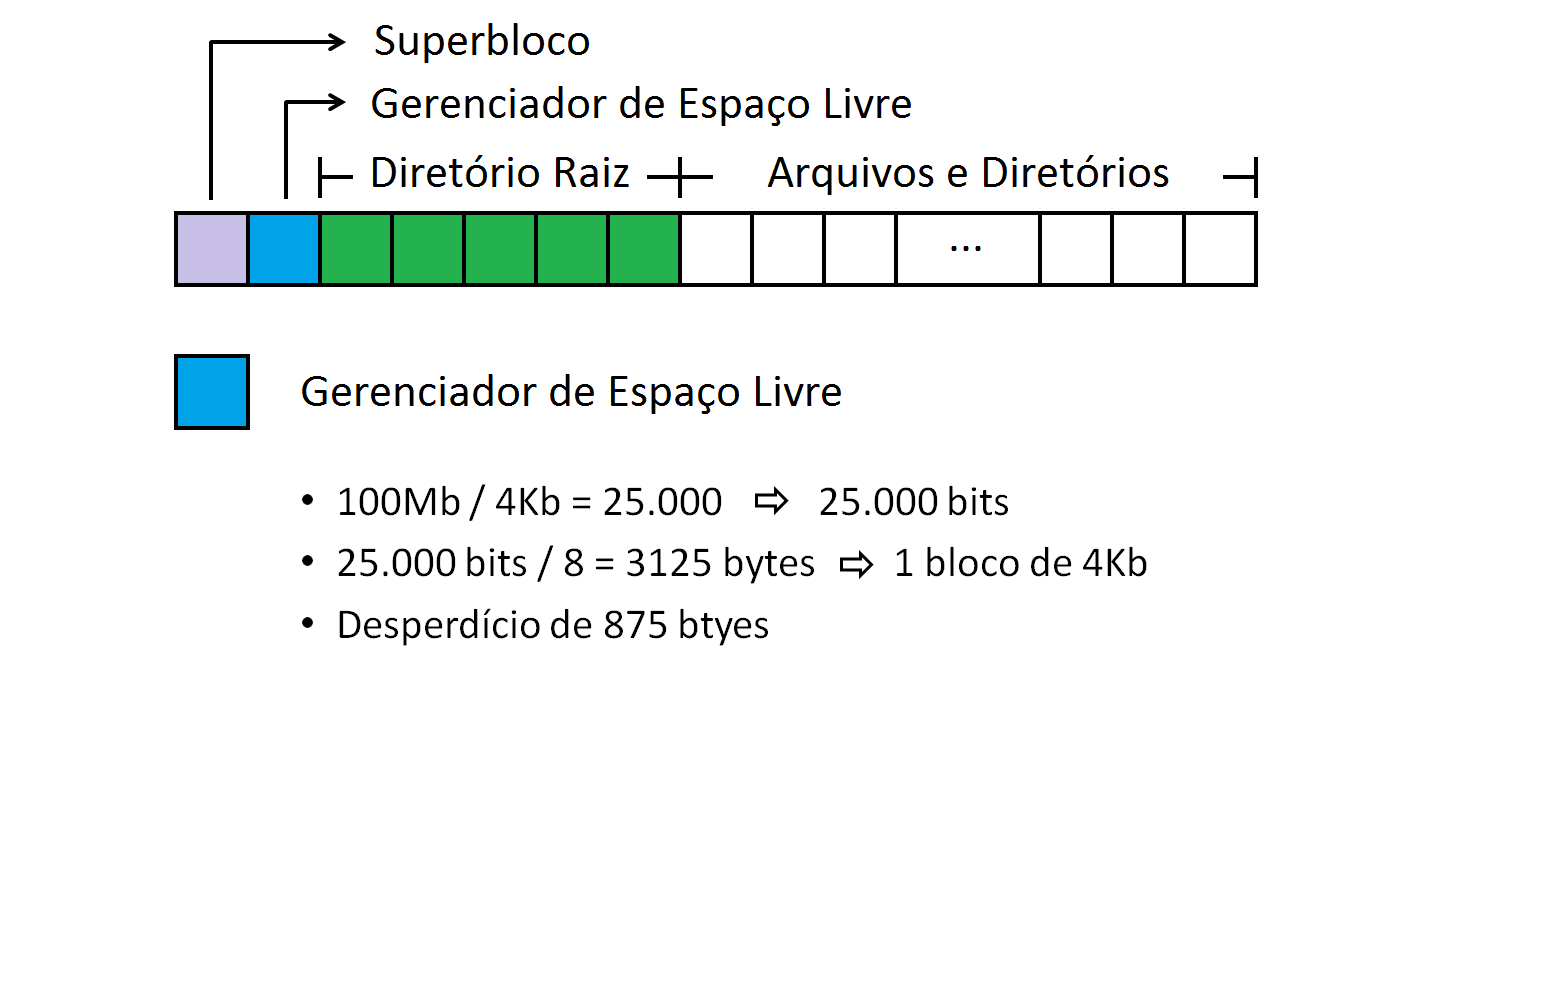 Superbloco
Gerenciador de Espaço Livre
Diretório Raiz
Arquivos e Diretórios
...
Gerenciador de Espaço Livre
• 100Mb / 4Kb = 25.000 ⇨ 25.000 bits
• 25.000 bits / 8 = 3125 bytes ⇨ 1 bloco de 4Kb
• Desperdício de 875 btyes